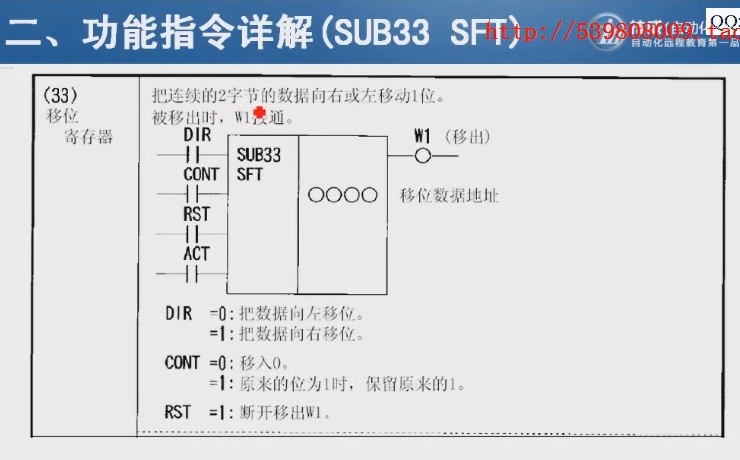 二、功能指令详解(SUB33 SFT)
http://539808009.ta
QQ
自动化远程教育第一品
(33)
移位
寄存器
把连续的2字节的数据向右或左移动1位。
被移出时，W1接通。
DIR
CONT
RST
ACT
SUB33
SFT
○○○○
W1 (移出)
移位数据地址
DIR =0:把数据向左移位。
=1:把数据向右移位。
CONT =0:移入0。
=1:原来的位为1时，保留原来的1。
RST =1:断开移出W1。